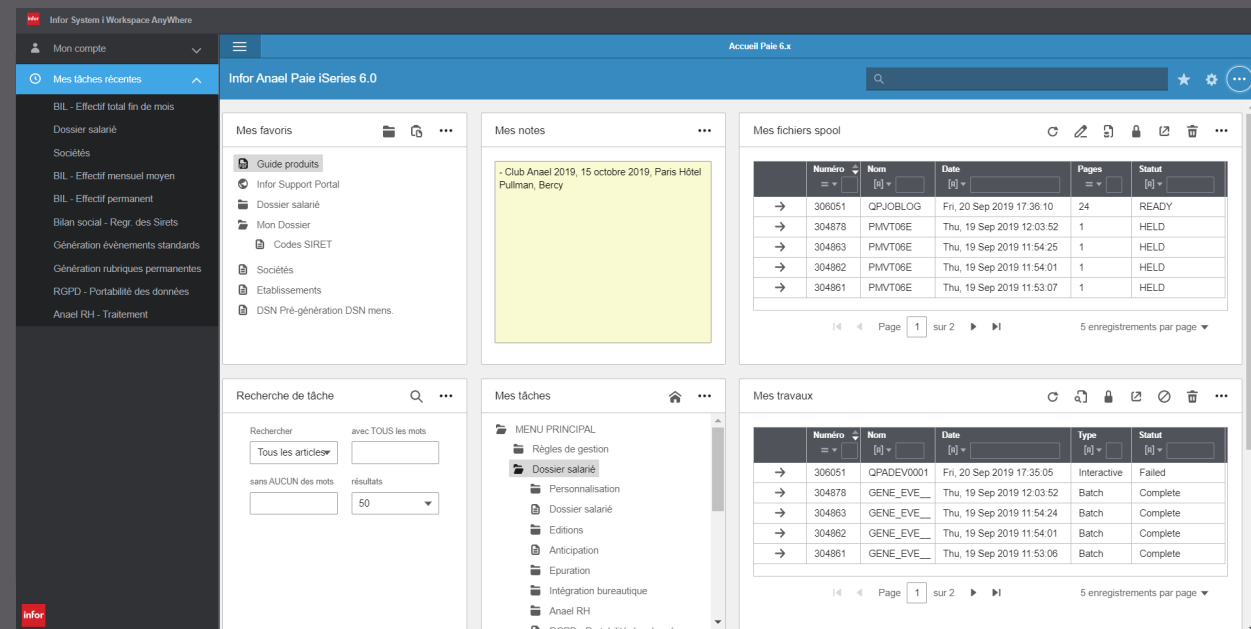 infor Infor System i Workspace AnyWhere
Mon compte
Mes tâches récentes
BIL - Effectif total fin de mois
Dossier salarié
Sociétés
BIL - Effectif mensuel moyen
BIL - Effectif permanent
Bilan social - Regr. des Sirets
Génération évènements standards
Génération rubriques permanentes
RGPD - Portabilité des données
Anael RH - Traitement
infor
Accueil Paie 6.x
Infor Anael Paie iSeries 6.0
Mes favoris
Guide produits
Infor Support Portal
Dossier salarié
Mon Dossier
Codes SIRET
Sociétés
Etablissements
DSN Pré-génération DSN mens.
Mes notes
- Club Anael 2019, 15 octobre 2019, Paris Hôtel
Pullman, Bercy
Mes fichiers spool
Numéro Nom Date Pages Statut
306051 QPJOBLOG Fri, 20 Sep 2019 17:36:10 24 READY
304878 PMVT06E Thu, 19 Sep 2019 12:03:52 1 HELD
304863 PMVT06E Thu, 19 Sep 2019 11:54:25 1 HELD
304862 PMVT06E Thu, 19 Sep 2019 11:54:01 1 HELD
304861 PMVT06E Thu, 19 Sep 2019 11:53:07 1 HELD
Page 1 sur 2 5 enregistrements par page
Recherche de tâche
Rechercher avec TOUS les mots
Tous les articles
sans AUCUN des mots résultats
50
Mes tâches
MENU PRINCIPAL
Règles de gestion
Dossier salarié
Personnalisation
Dossier salarié
Editions
Anticipation
Epuration
Intégration bureautique
Anael RH
Mes travaux
Numéro Nom Date Type Statut
306051 QPADEV0001 Fri, 20 Sep 2019 17:35:05 Interactive Failed
304878 GENE_EVE__ Thu, 19 Sep 2019 12:03:52 Batch Complete
304863 GENE_EVE__ Thu, 19 Sep 2019 11:54:24 Batch Complete
304862 GENE_EVE__ Thu, 19 Sep 2019 11:54:01 Batch Complete
304861 GENE_EVE__ Thu, 19 Sep 2019 11:53:06 Batch Complete
Page 1 sur 2 5 enregistrements par page